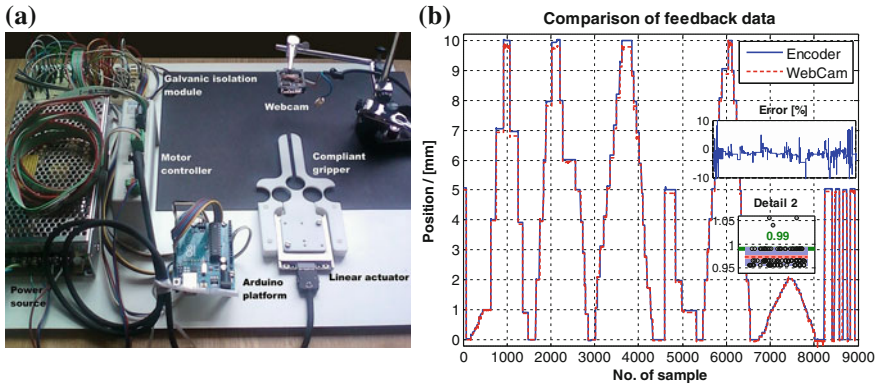 (a)
Galvanic isolation
module
Webcam
Motor
controller
Compliant
gripper
Power
source
Arduino
platform
Linear actuator
(b)
Comparison of feedback data
Position / [mm]
10
9
8
7
6
5
4
3
2
1
0
Encoder
WebCam
Error [%]
10
0
-10
Detail 2
1.05
0.99
1
0.95
0 1000 2000 3000 4000 5000 6000 7000 8000 9000
No. of sample